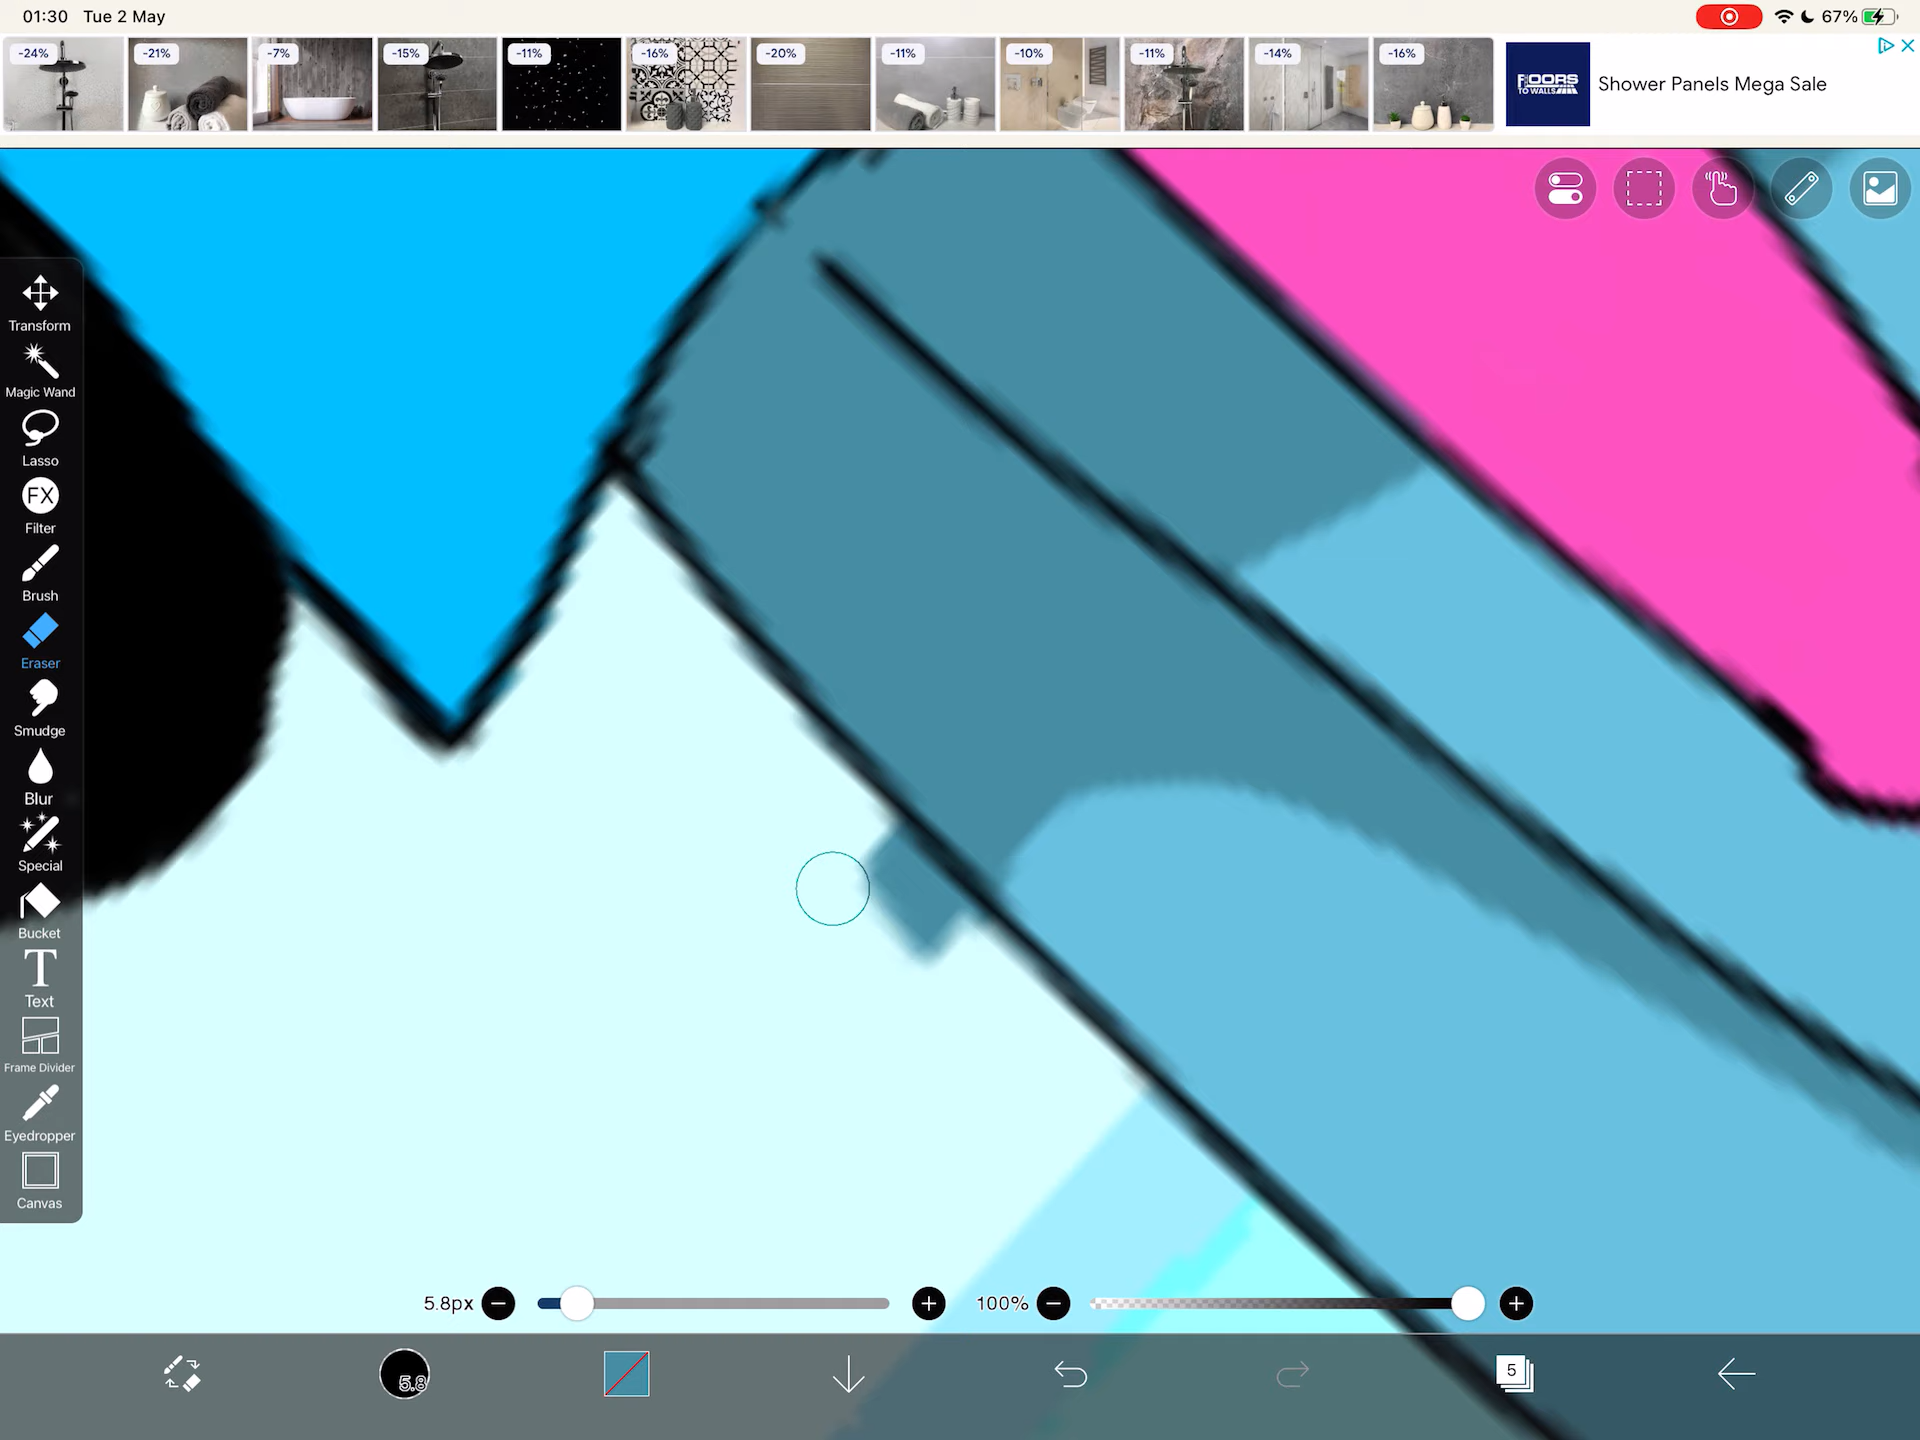 01:30 Tue 2 May
67%
-24%
-21%
-7%
-15%
-11%
-16%
-20%
-11%
-10%
-11%
-14%
-16%
FLOORS
TO WALLS
Shower Panels Mega Sale
Transform
Magic Wand
Lasso
FX
Filter
Brush
Eraser
Smudge
Blur
Special
Bucket
T
Text
Frame Divider
Eyedropper
Canvas
5.8px
100%
5.8
5